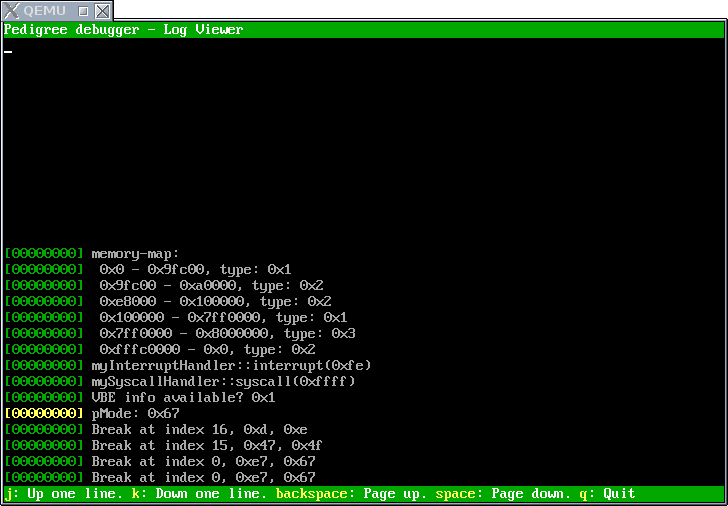 QEMU
Pedigree debugger - Log Viewer
[00000000] memory-map:
[00000000]  0x0 - 0x9fc00, type: 0x1
[00000000]  0x9fc00 - 0xa0000, type: 0x2
[00000000]  0xe8000 - 0x100000, type: 0x2
[00000000]  0x100000 - 0x7ff0000, type: 0x1
[00000000]  0x7ff0000 - 0x8000000, type: 0x3
[00000000]  0xfffc0000 - 0x0, type: 0x2
[00000000] myInterruptHandler::interrupt(0xfe)
[00000000] mySyscallHandler::syscall(0xffff)
[00000000] VBE info available? 0x1
[00000000] pMode: 0x67
[00000000] Break at index 16, 0xd, 0xe
[00000000] Break at index 15, 0x47, 0x4f
[00000000] Break at index 0, 0xe7, 0x67
[00000000] Break at index 0, 0xe7, 0x67
j: Up one line. k: Down one line. backspace: Page up. space: Page down. q: Quit